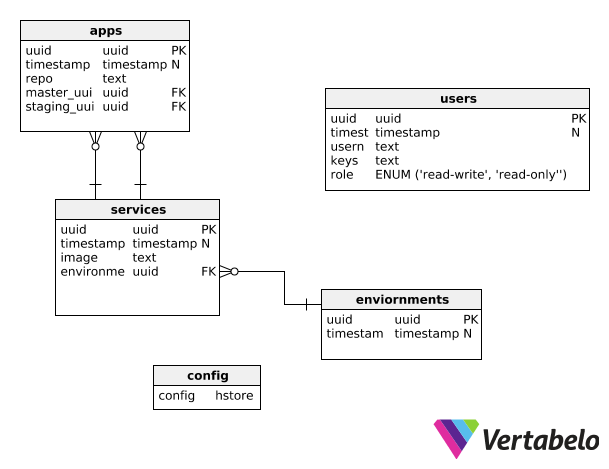 apps
uuid uuid PK
timestamp timestamp N
repo text
master_uui uuid FK
staging_uui uuid FK
users
uuid uuid PK
timest timestamp N
usern text
keys text
role ENUM ('read-write', 'read-only'')
services
uuid uuid PK
timestamp timestamp N
image text
environme uuid FK
enviornments
uuid uuid PK
timestam timestamp N
config
config hstore
Vertabelo